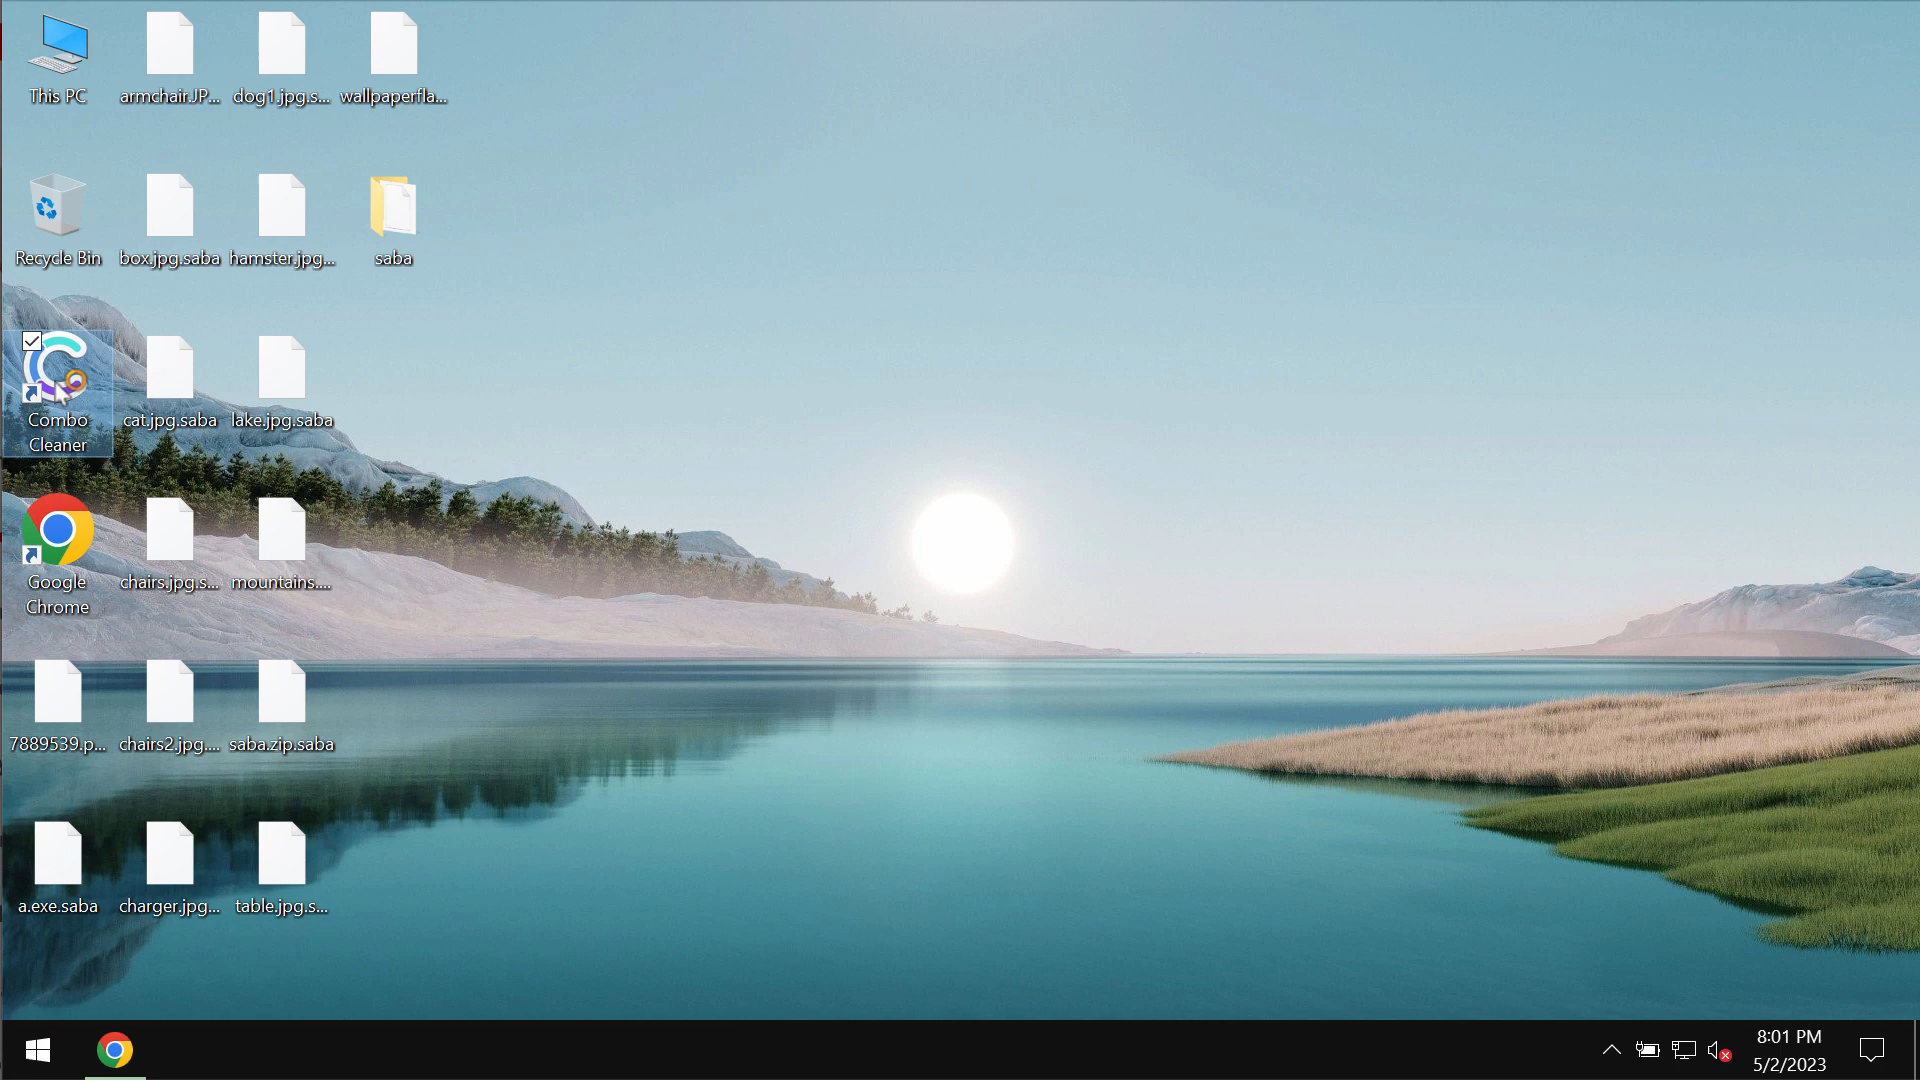 This PC
armchair.JP...
dog1.jpg.s...
wallpaperfla...
Recycle Bin
box.jpg.saba
hamster.jpg...
saba
Combo
Cleaner
cat.jpg.saba
lake.jpg.saba
Google
Chrome
chairs.jpg.s...
mountains....
7889539.p...
chairs2.jpg....
saba.zip.saba
a.exe.saba
charger.jpg...
table.jpg.s...
8:01 PM
5/2/2023